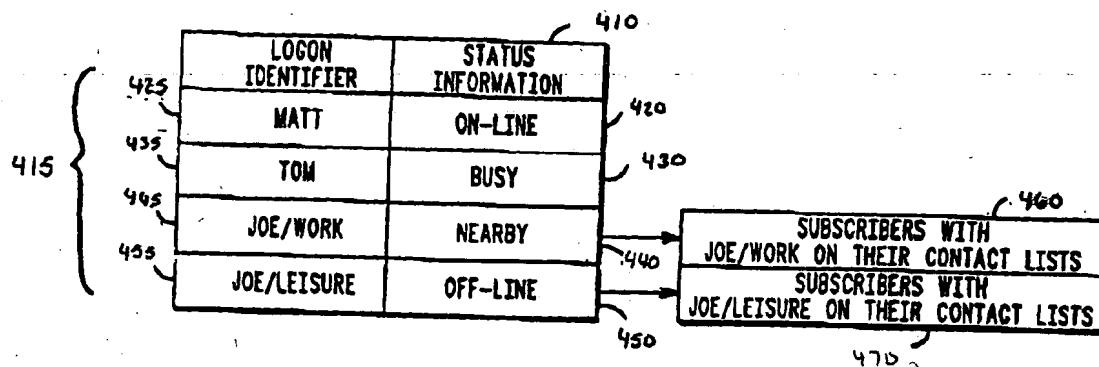 410
LOGON IDENTIFIER
STATUS INFORMATION
425
MATT
ON-LINE
420
415
435
TOM
BUSY
430
445
JOE/WORK
NEARBY
440
460
SUBSCRIBERS WITH
JOE/WORK ON THEIR CONTACT LISTS
455
JOE/LEISURE
OFF-LINE
450
SUBSCRIBERS WITH
JOE/LEISURE ON THEIR CONTACT LISTS
470